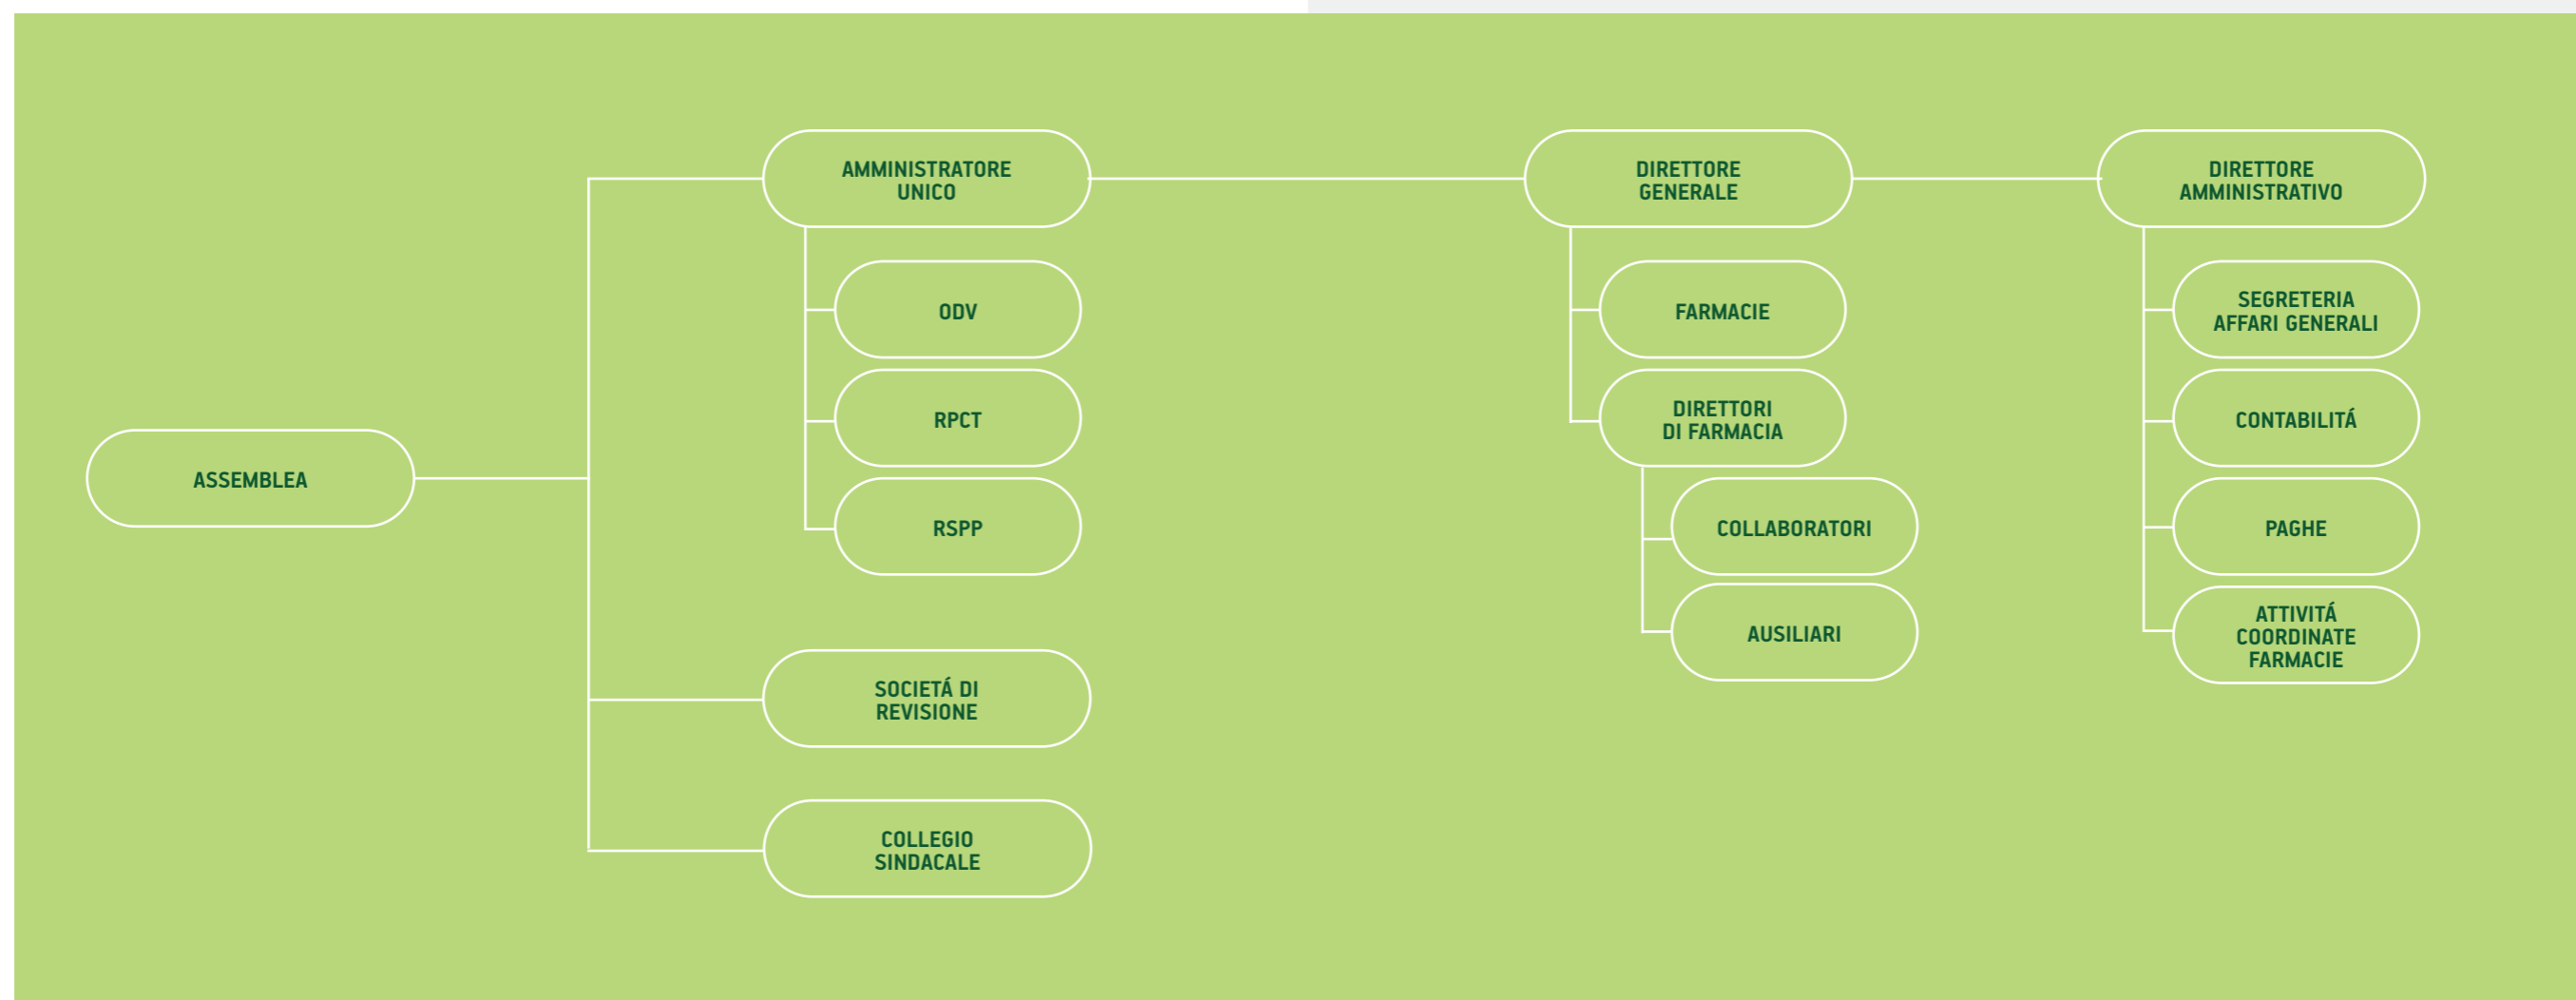 ASSEMBLEA
AMMINISTRATORE
UNICO
ODV
RPCT
RSPP
SOCIETÁ DI
REVISIONE
COLLEGIO
SINDACALE
DIRETTORE
GENERALE
FARMACIE
DIRETTORI
DI FARMACIA
COLLABORATORI
AUSILIARI
DIRETTORE
AMMINISTRATIVO
SEGRETERIA
AFFARI GENERALI
CONTABILITÁ
PAGHE
ATTIVITÁ
COORDINATE
FARMACIE